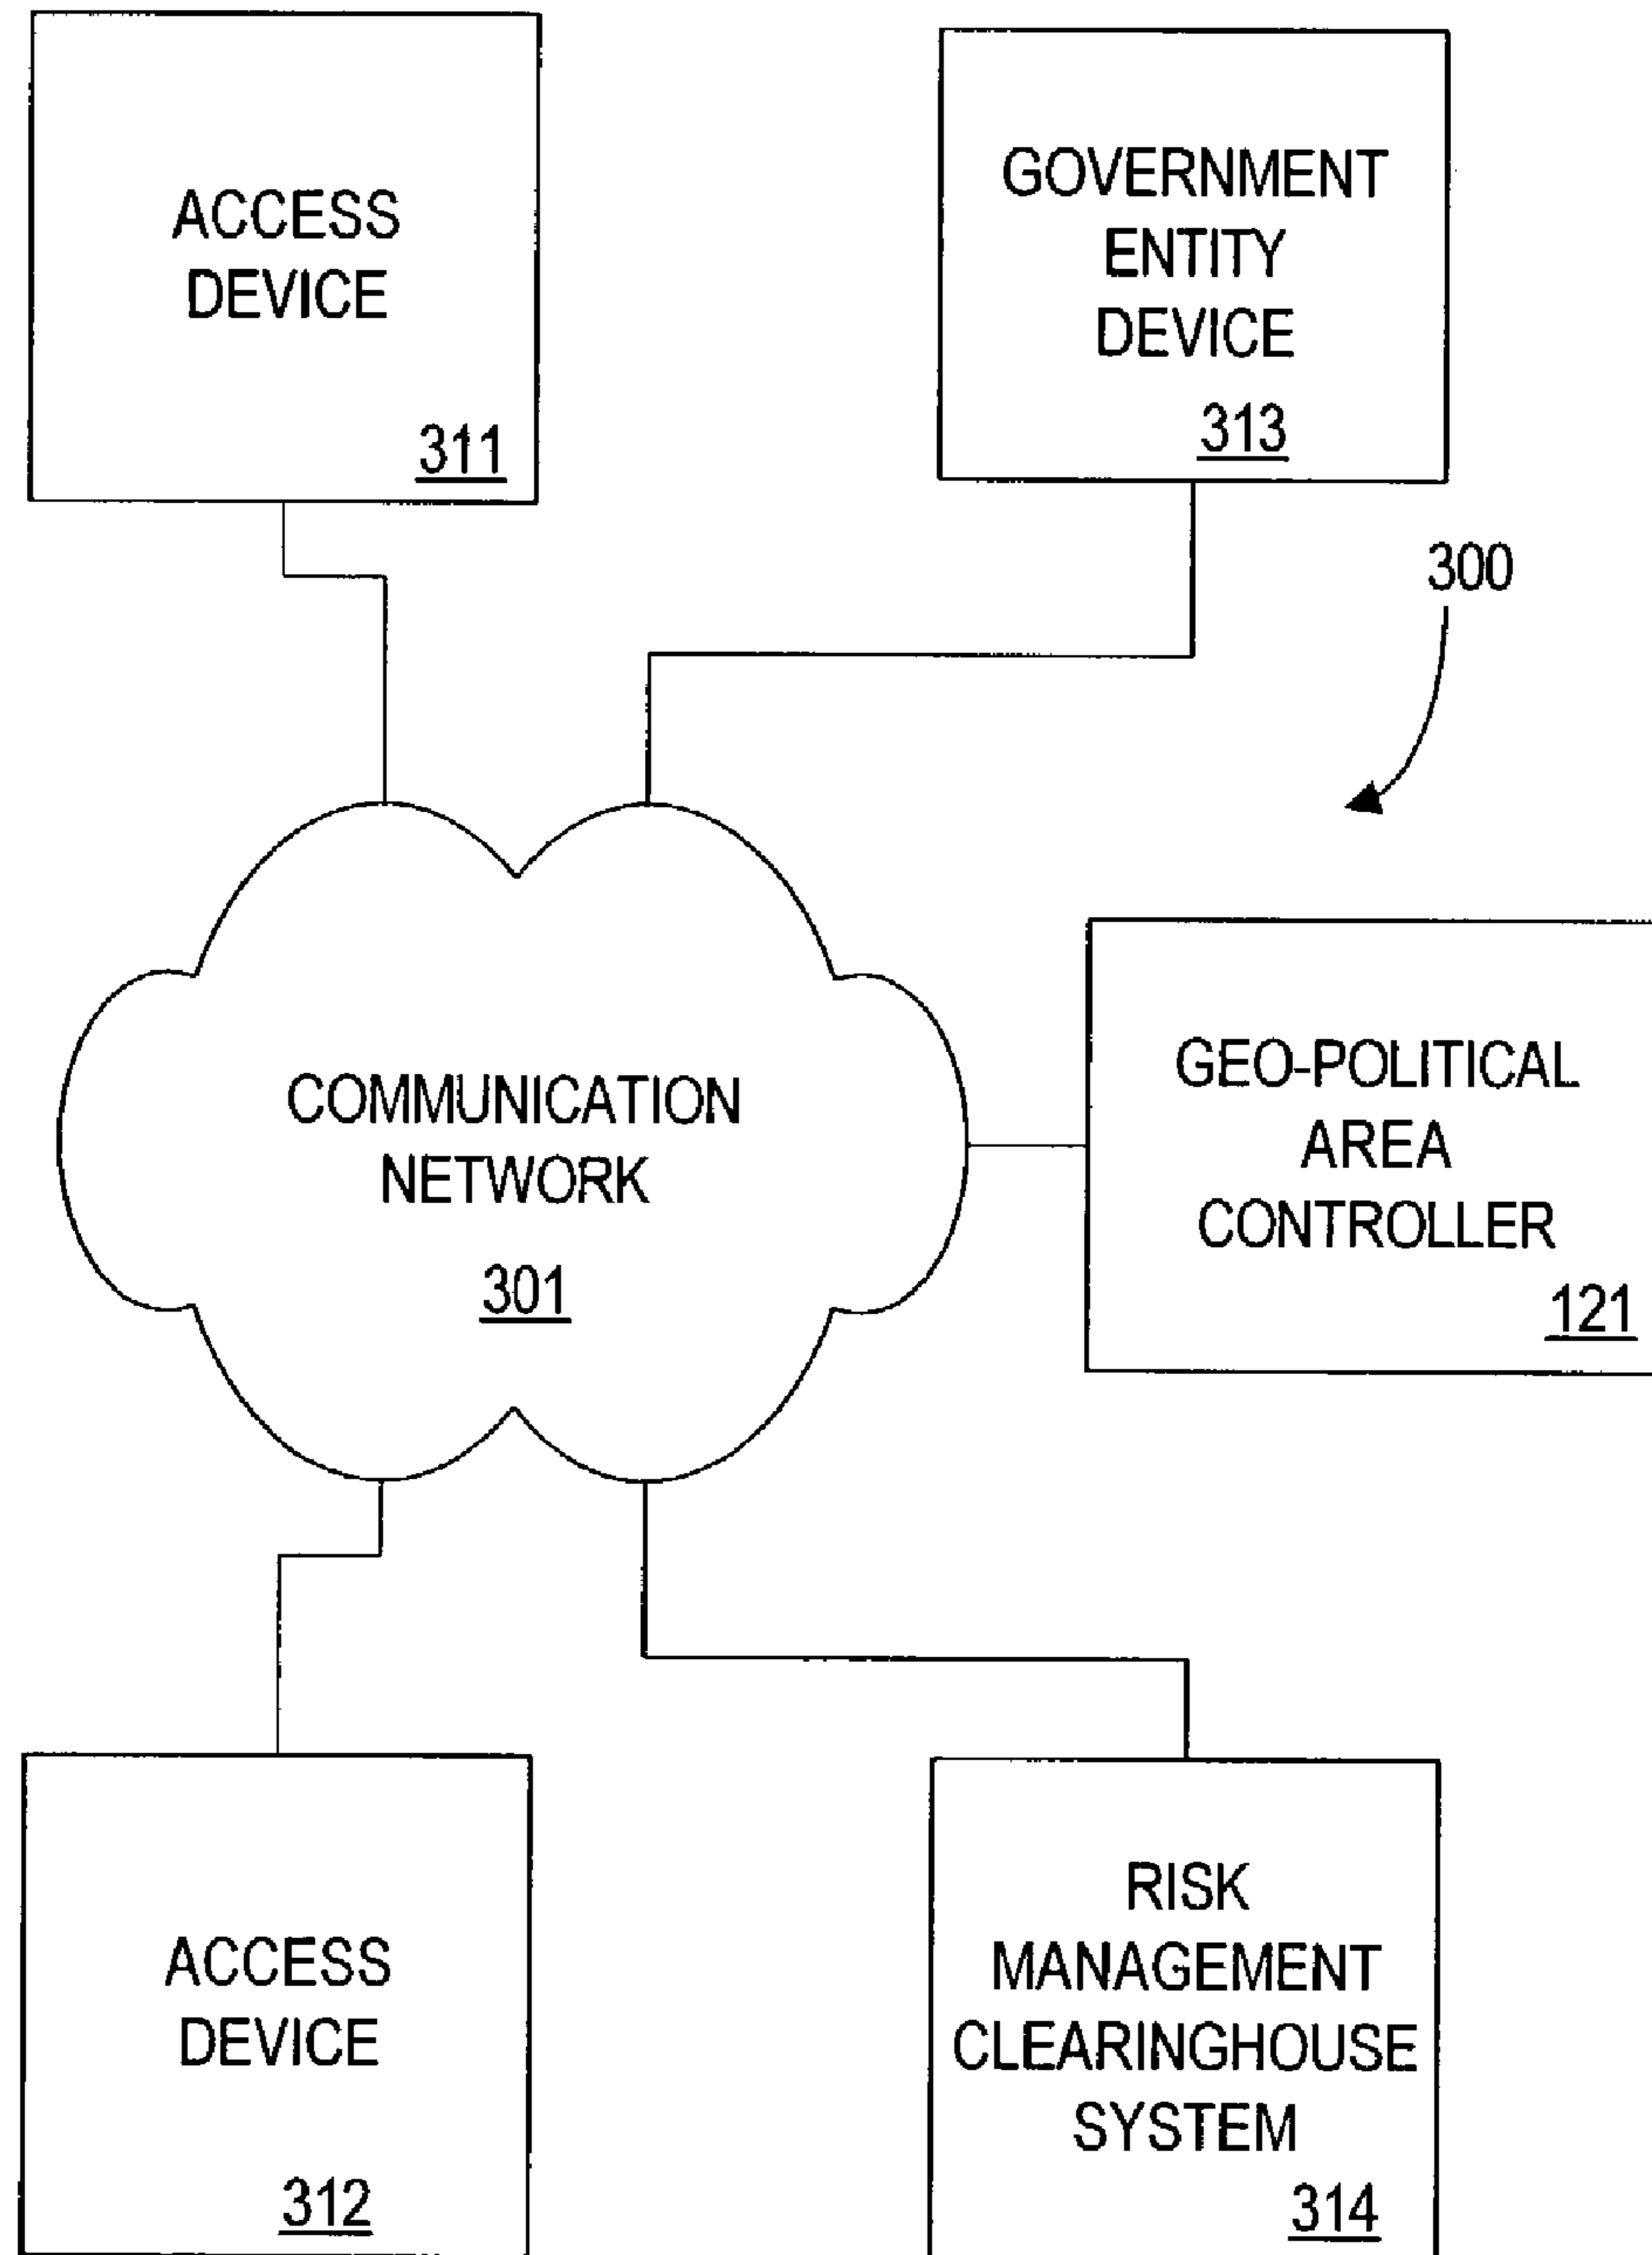 ACCESS
DEVICE
311
GOVERNMENT
ENTITY
DEVICE
313
300
COMMUNICATION
NETWORK
301
GEO-POLITICAL
AREA
CONTROLLER
121
ACCESS
DEVICE
312
RISK
MANAGEMENT
CLEARINGHOUSE
SYSTEM
314